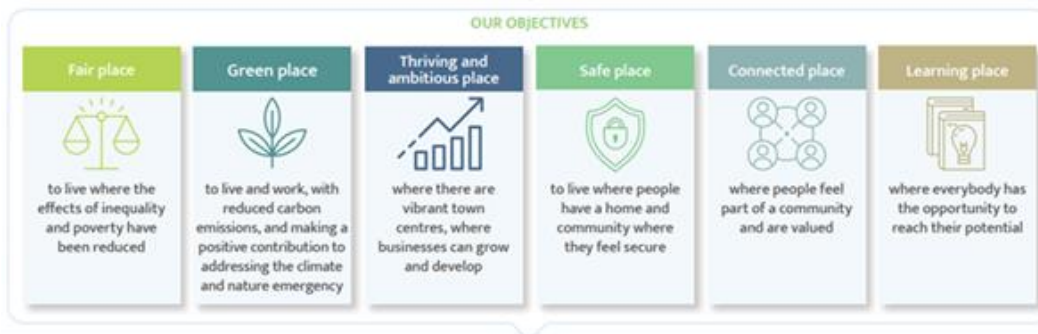 OUR OBJECTIVES
Fair place
to live where the
effects of inequality
and poverty have
been reduced
Green place
to live and work, with
reduced carbon
emissions, and making a
positive contribution to
addressing the climate
and nature emergency
Thriving and
ambitious place
where there are
vibrant town
centres, where
businesses can grow
and develop
Safe place
to live where people
have a home and
community where
they feel secure
Connected place
where people feel
part of a community
and are valued
Learning place
where everybody has
the opportunity to
reach their potential